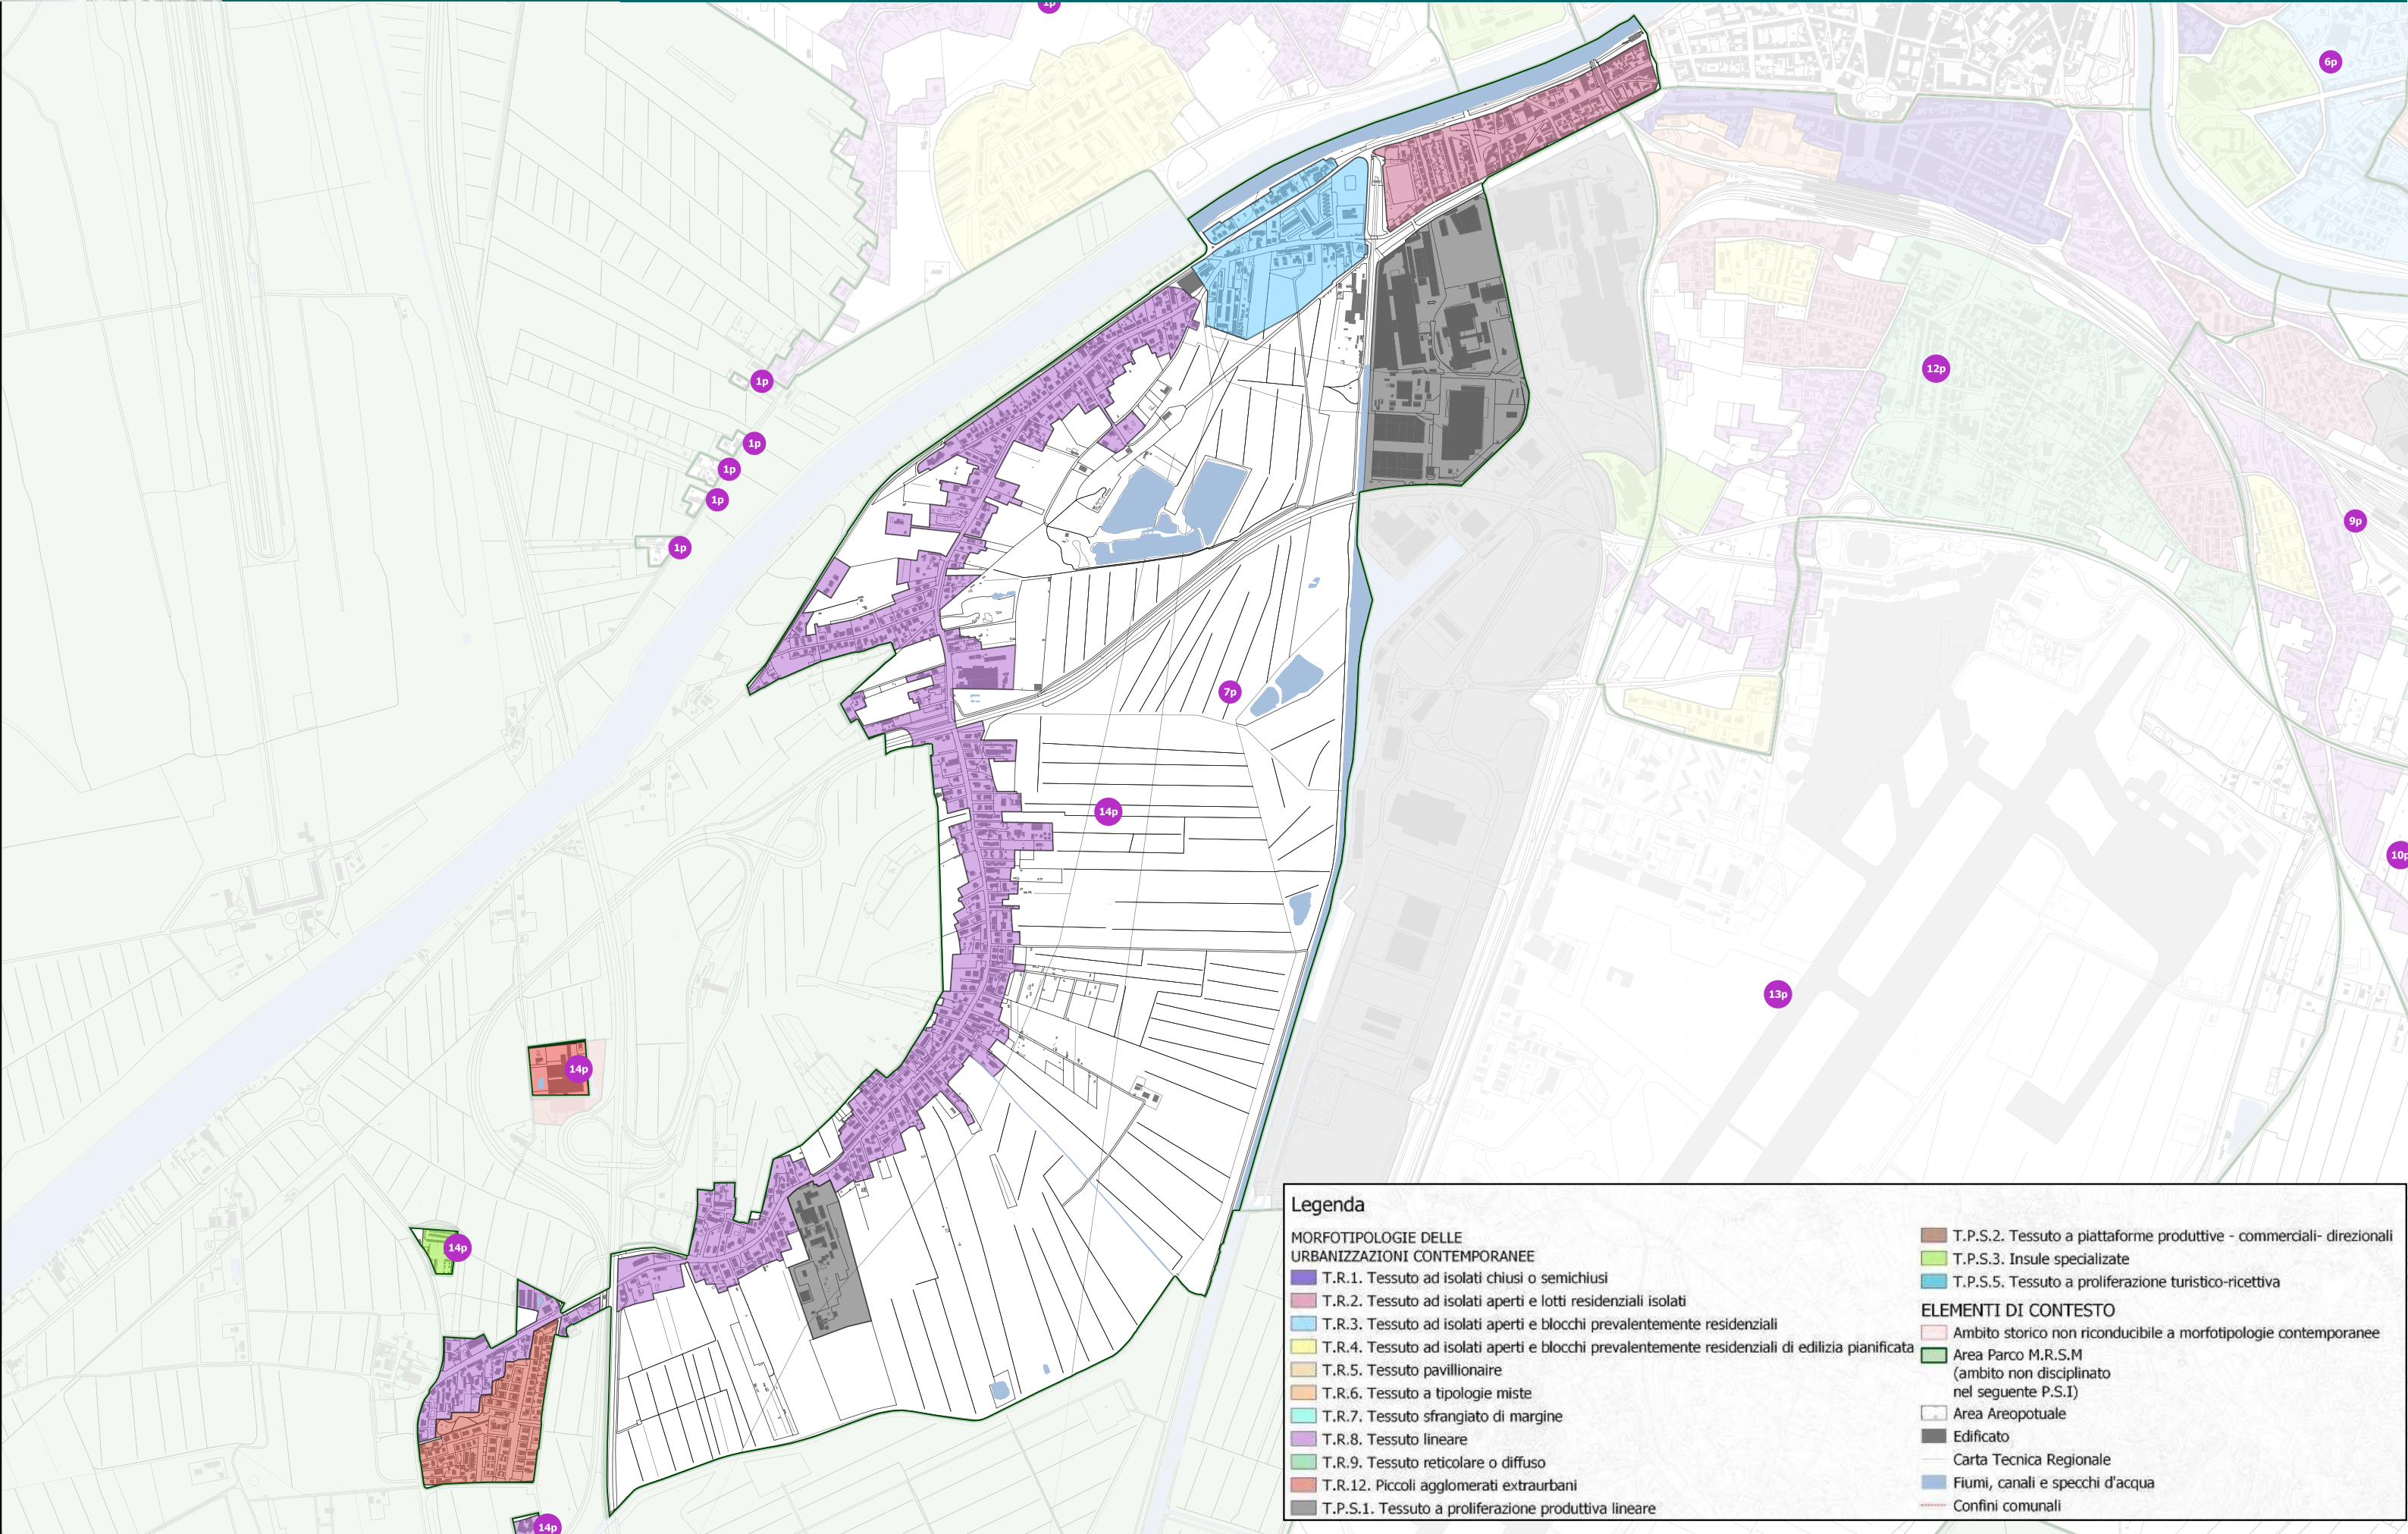 1p
6p
12p
1p
1p
1p
1p
9p
1p
7p
14p
10p
13p
14p
14p
14p
Legenda
MORFOTIPOLOGIE DELLE
URBANIZZAZIONI CONTEMPORANEE
T.R.1. Tessuto ad isolati chiusi o semichiusi
T.R.2. Tessuto ad isolati aperti e lotti residenziali isolati
T.R.3. Tessuto ad isolati aperti e blocchi prevalentemente residenziali
T.R.4. Tessuto ad isolati aperti e blocchi prevalentemente residenziali di edilizia pianificata
T.R.5. Tessuto pavillionaire
T.R.6. Tessuto a tipologie miste
T.R.7. Tessuto sfrangiato di margine
T.R.8. Tessuto lineare
T.R.9. Tessuto reticolare o diffuso
T.R.12. Piccoli agglomerati extraurbani
T.P.S.1. Tessuto a proliferazione produttiva lineare
T.P.S.2. Tessuto a piattaforme produttive - commerciali- direzionali
T.P.S.3. Insule specializate
T.P.S.5. Tessuto a proliferazione turistico-ricettiva
ELEMENTI DI CONTESTO
Ambito storico non riconducibile a morfotipologie contemporanee
Area Parco M.R.S.M
(ambito non disciplinato
nel seguente P.S.I)
Area Areopotuale
Edificato
Carta Tecnica Regionale
Fiumi, canali e specchi d'acqua
Confini comunali